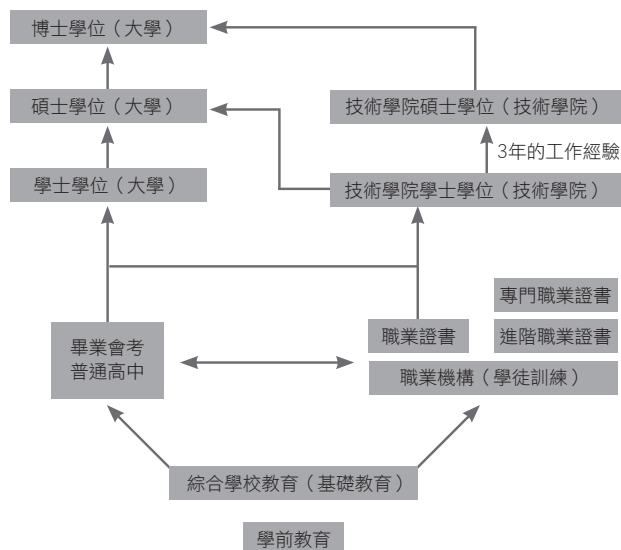 博士學位（大學）
碩士學位（大學）
技術學院碩士學位（技術學院）
3年的工作經驗
學士學位（大學）
技術學院學士學位（技術學院）
專門職業證書
職業證書
進階職業證書
畢業會考
普通高中
職業機構（學徒訓練）
綜合學校教育（基礎教育）
學前教育